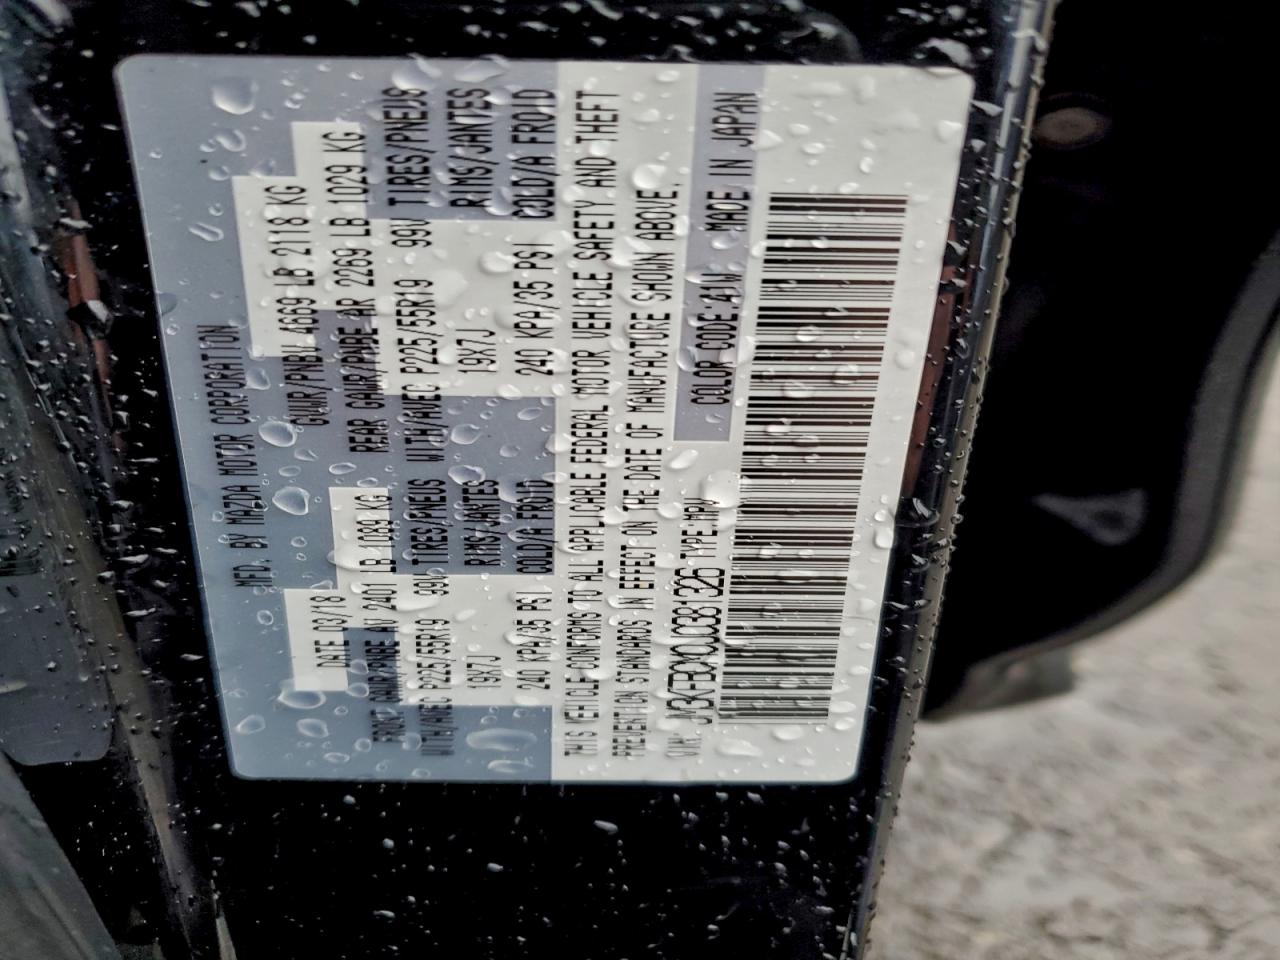 MFD. BY MAZDA MOTOR CORPORATION
DATE 03/18 GVWR/PNBV 4669 LB 2118 KG
FRONT GAWR/PNBE AV 2401 LB 1089 KG REAR GAWR/PNBE AR 2269 LB 1029 KG
WITH/AVEC P225/55R19 99V TIRES/PNEUS WITH/AVEC P225/55R19 99V TIRES/PNEUS
19X7J RIMS/JANTES 19X7J RIMS/JANTES
240 KPA/35 PSI COLD/A FROID 240 KPA/35 PSI COLD/A FROID
THIS VEHICLE CONFORMS TO ALL APPLICABLE FEDERAL MOTOR VEHICLE SAFETY AND THEFT
PREVENTION STANDARDS IN EFFECT ON THE DATE OF MANUFACTURE SHOWN ABOVE.
VIN: TYPE:MPV COLOR CODE:41W MADE IN JAPAN